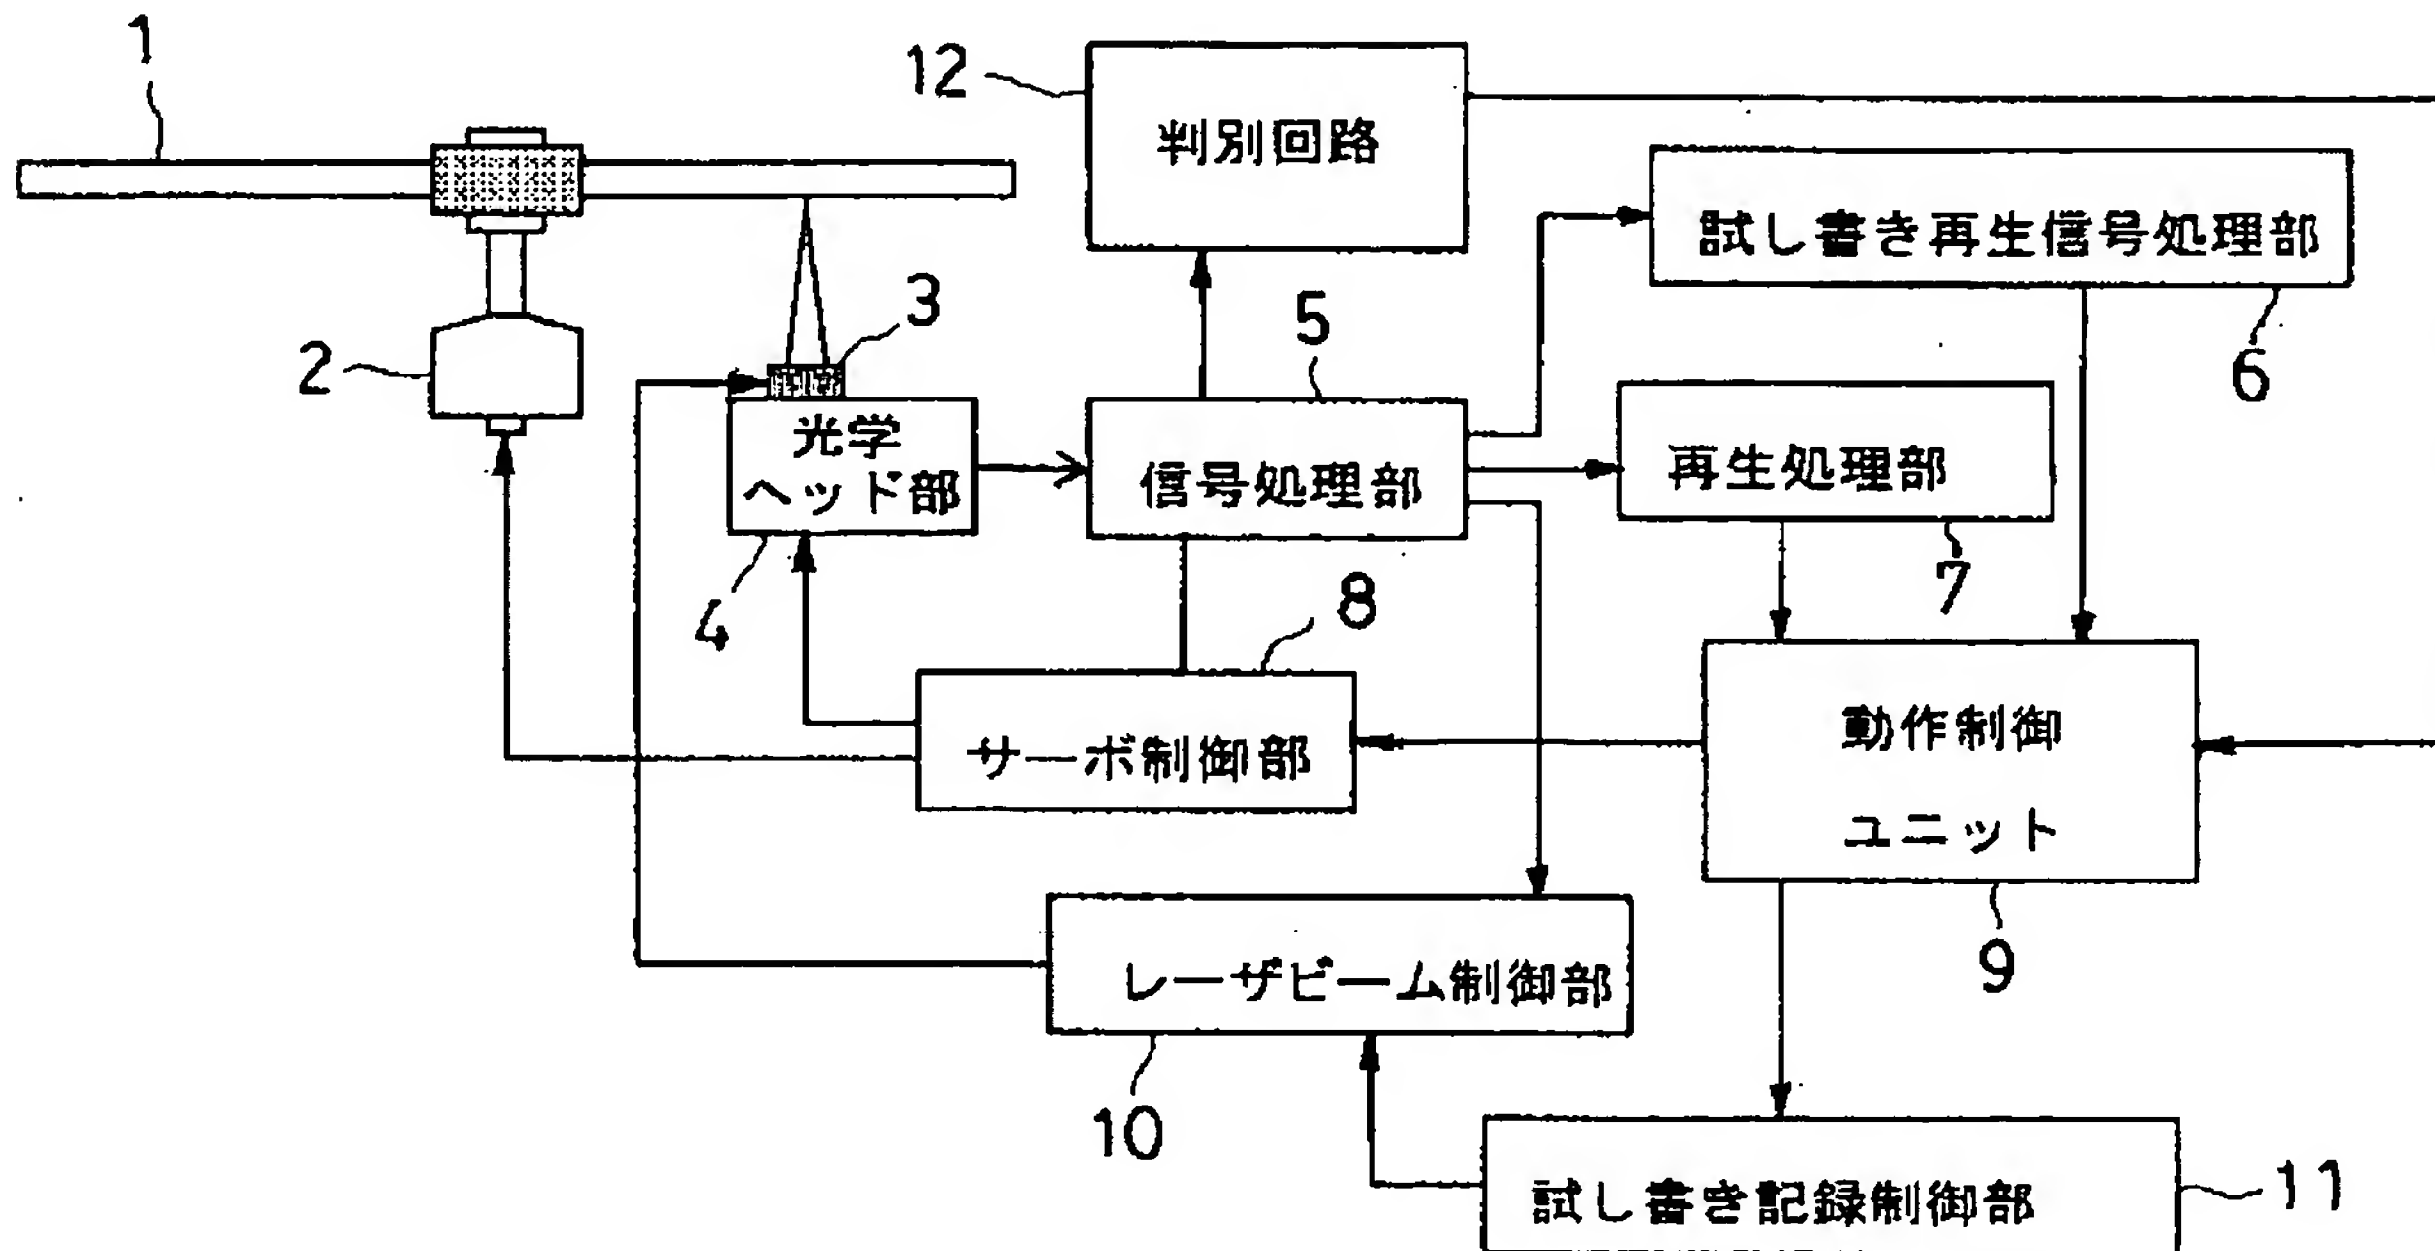 1
12
判別回路
試し書き再生信号処理部
3
5
2
6
光学
ヘッド部
信号処理部
再生処理部
4
8
7
サーボ制御部
動作制御
ユニット
9
レーザビーム制御部
10
11
試し書き記録制御部